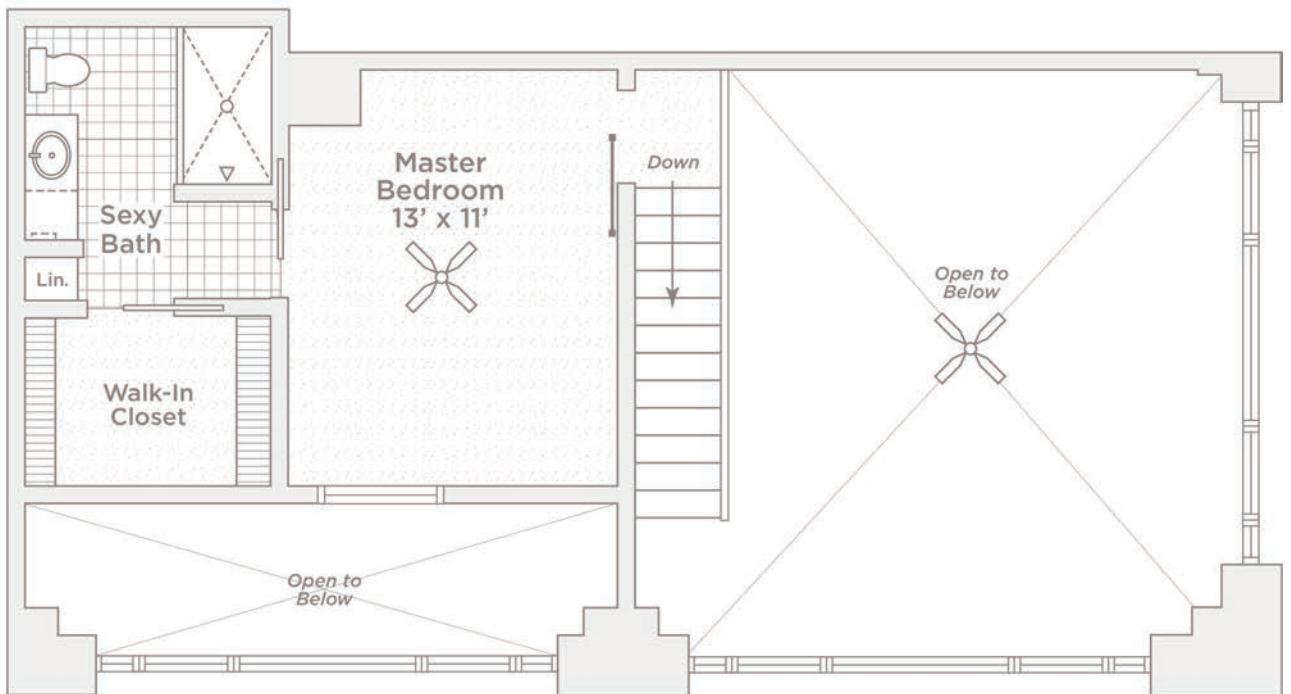 Master
Bedroom
13’ x 11’
Down
Sexy
Bath
Lin.
Open to
Below
Walk-In
Closet
Open to
Below